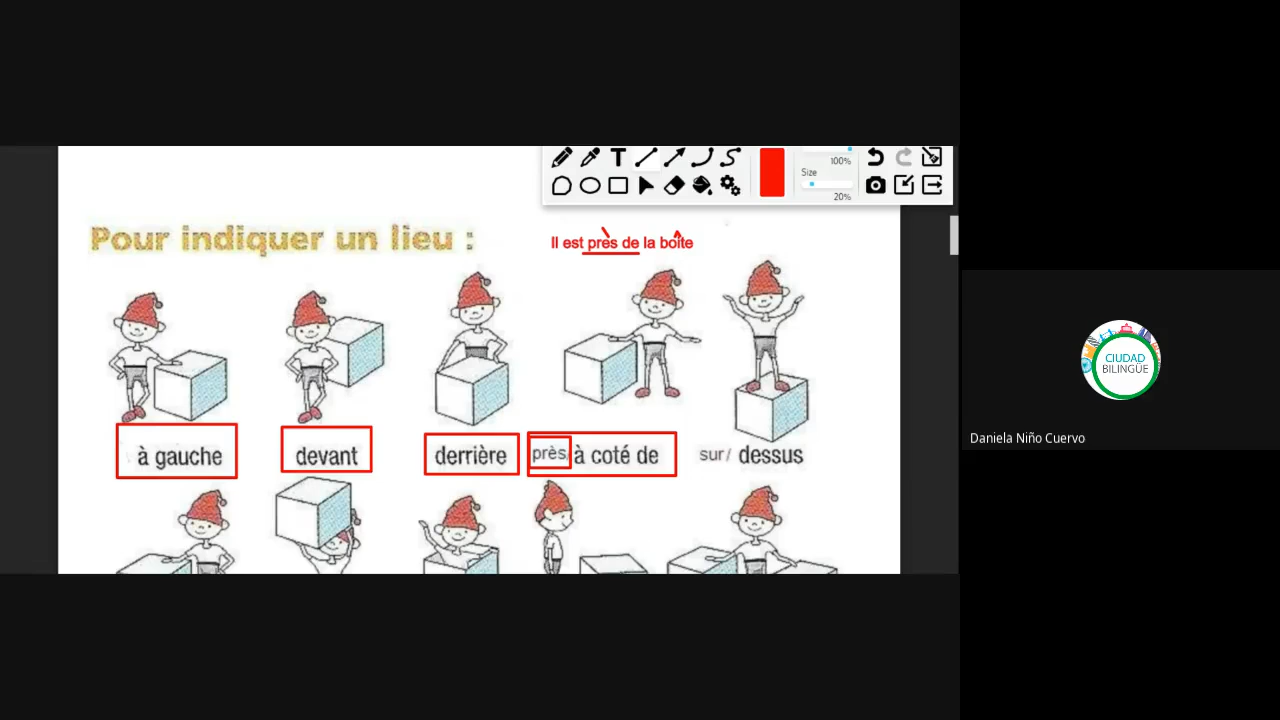 100%
Size
20%
Pour indiquer un lieu :
Il est près de la boîte
à gauche
devant
derrière
près/ à coté de
sur/ dessus
CIUDAD
BILINGÜE
Daniela Niño Cuervo